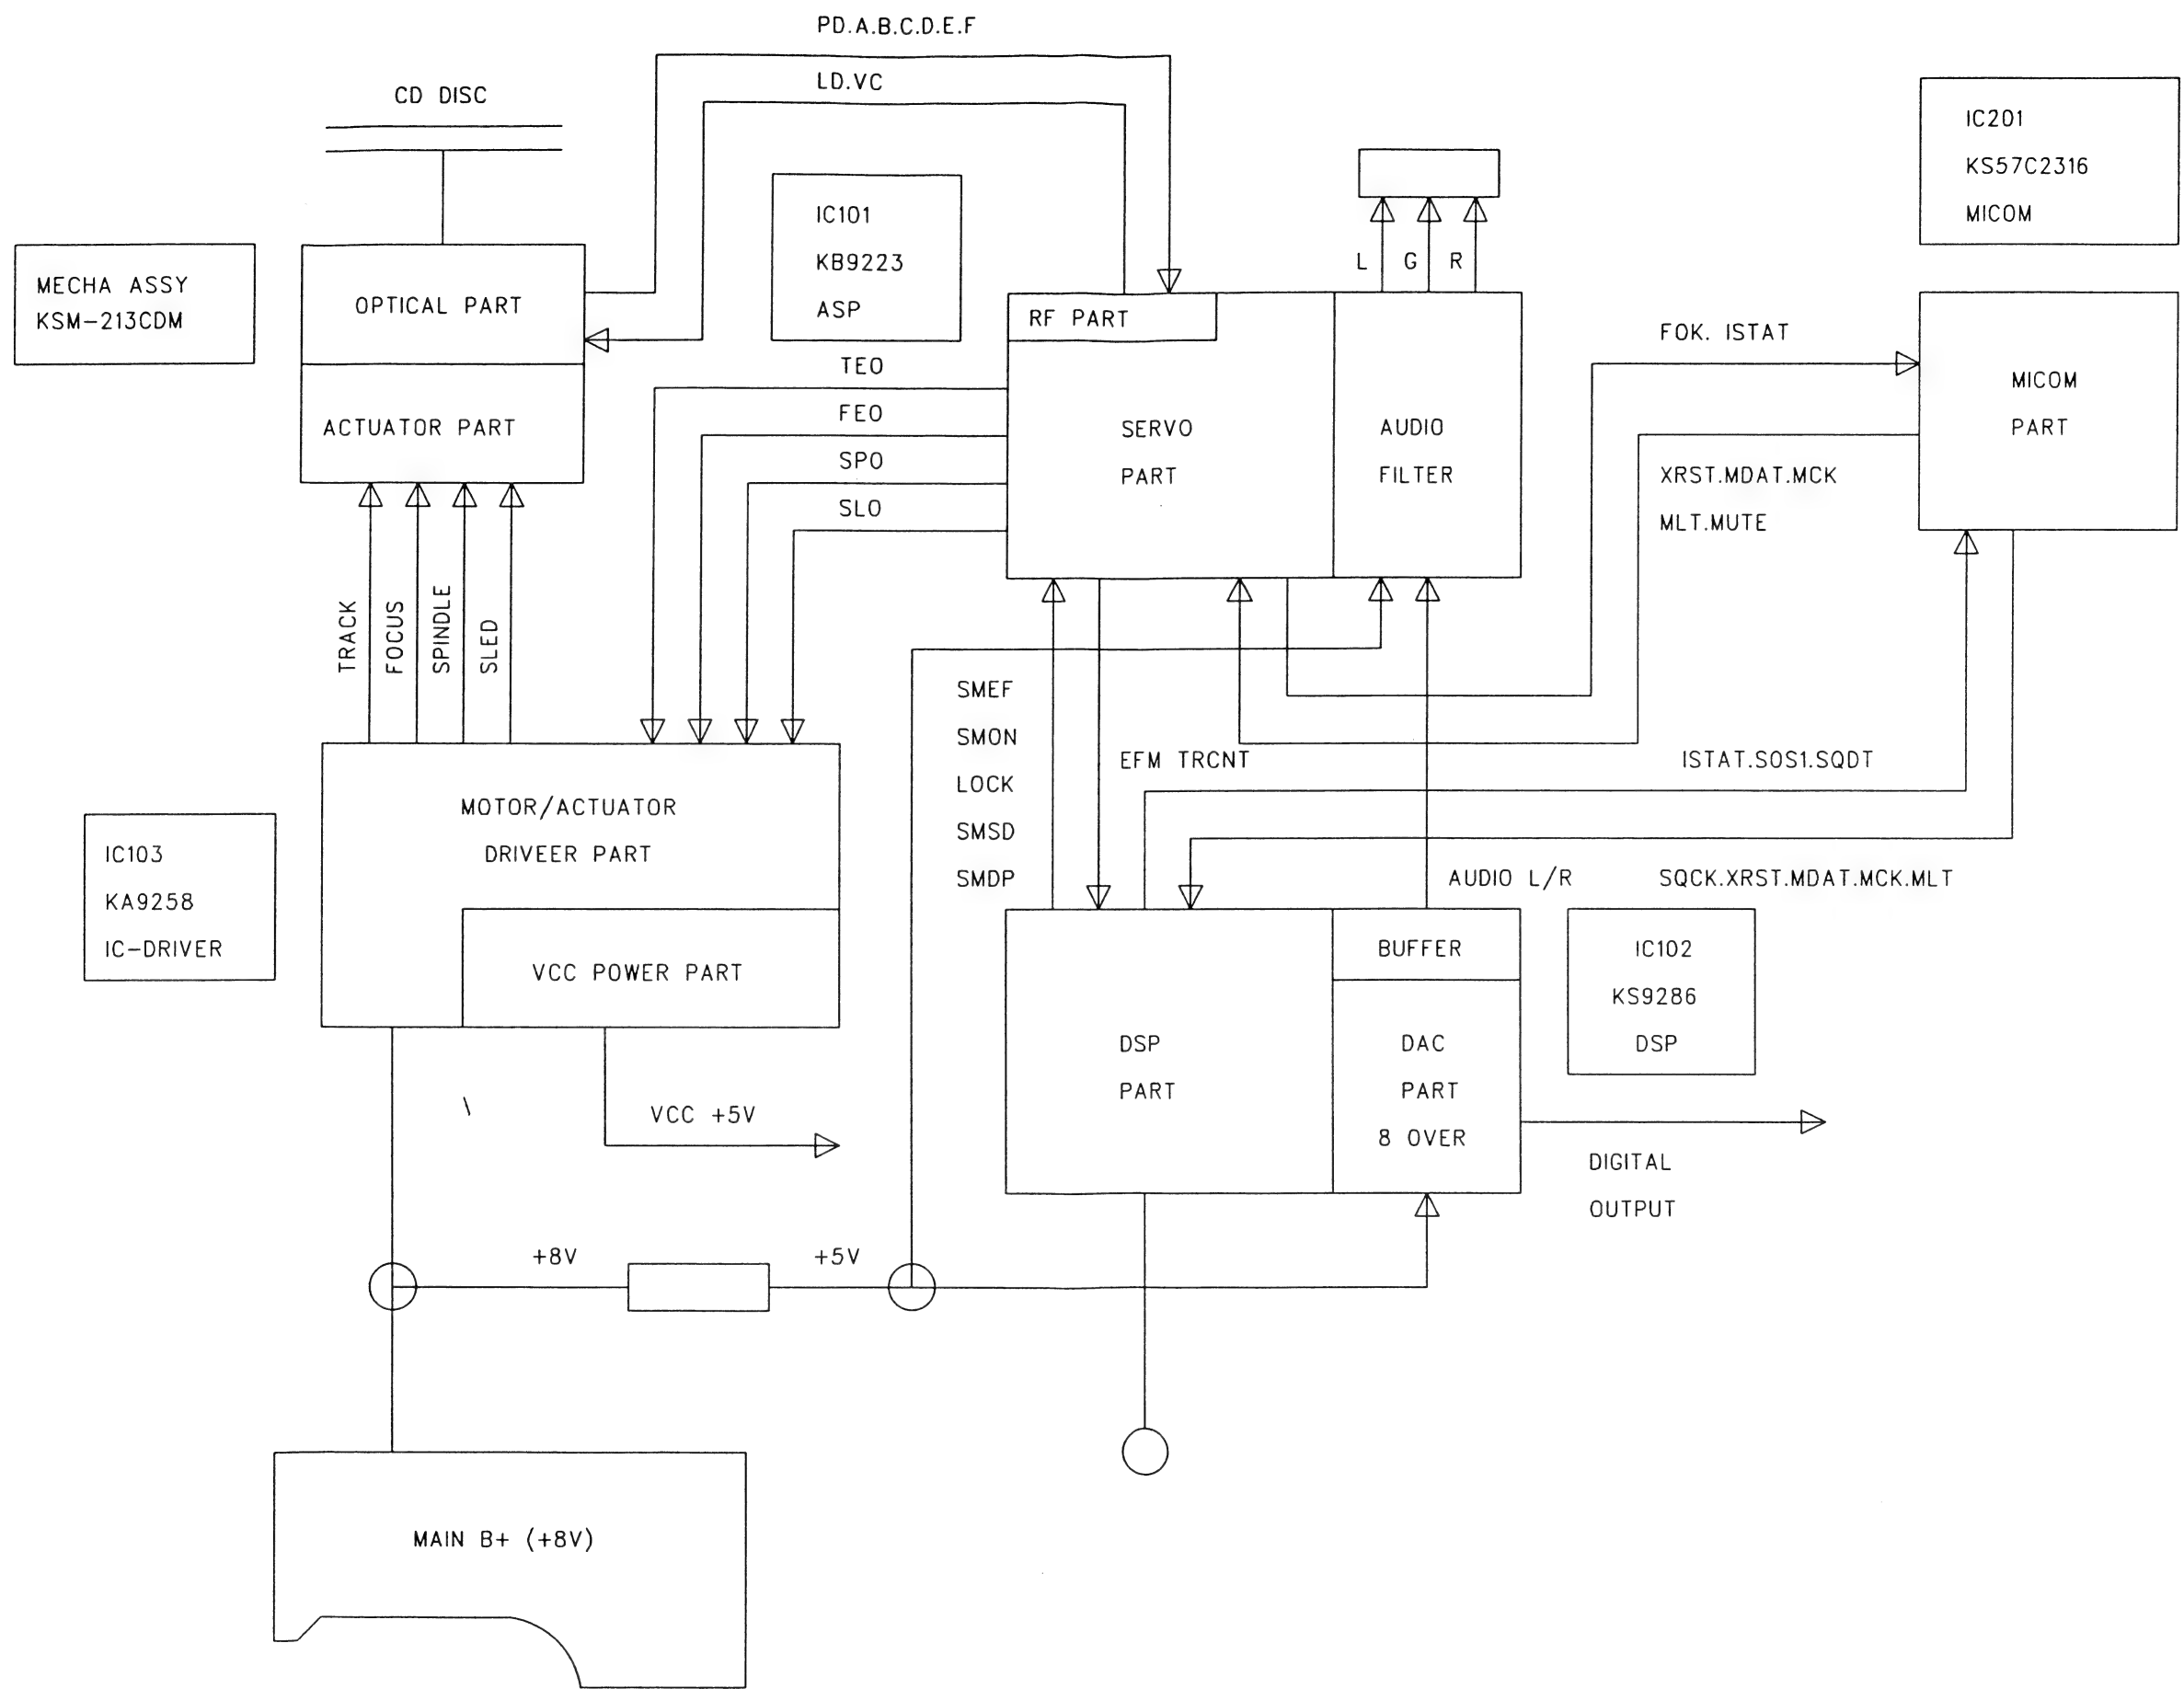 PD.A.B.C.D.E.F
LD.VC
CD DISC
IC201
KS57C2316
MICOM
IC101
KB9223
ASP
MECHA ASSY
KSM-213CDM
OPTICAL PART
ACTUATOR PART
RF PART
L G R
TEO
FEO
SPO
SLO
SERVO
PART
AUDIO
FILTER
FOK. ISTAT
MICOM
PART
XRST.MDAT.MCK
MLT.MUTE
TRACK
FOCUS
SPINDLE
SLED
SMEF
SMON
LOCK
SMSD
SMDP
EFM TRCNT
ISTAT.SOS1.SQDT
MOTOR/ACTUATOR
DRIVEER PART
IC103
KA9258
IC-DRIVER
VCC POWER PART
AUDIO L/R
SQCK.XRST.MDAT.MCK.MLT
BUFFER
IC102
KS9286
DSP
DSP
PART
DAC
PART
8 OVER
VCC +5V
DIGITAL
OUTPUT
+8V
+5V
MAIN B+ (+8V)